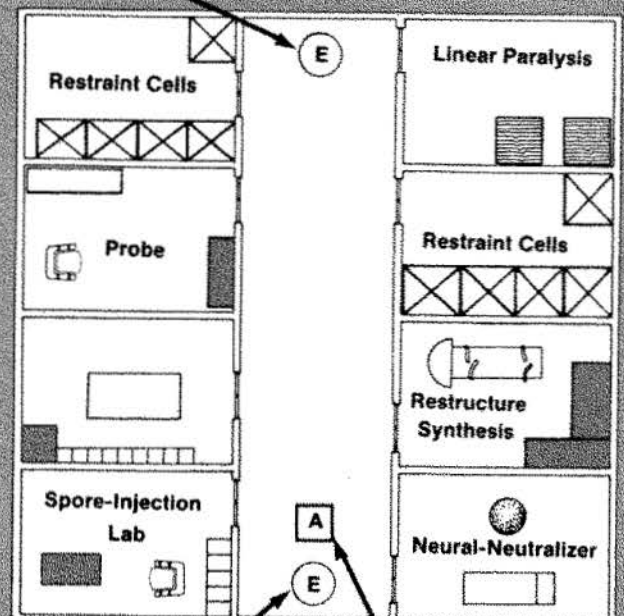 E
Restraint Cells
Linear Paralysis
Probe
Restraint Cells
Restructure
Synthesis
Spore-Injection
Lab
A
Neural-Neutralizer
E